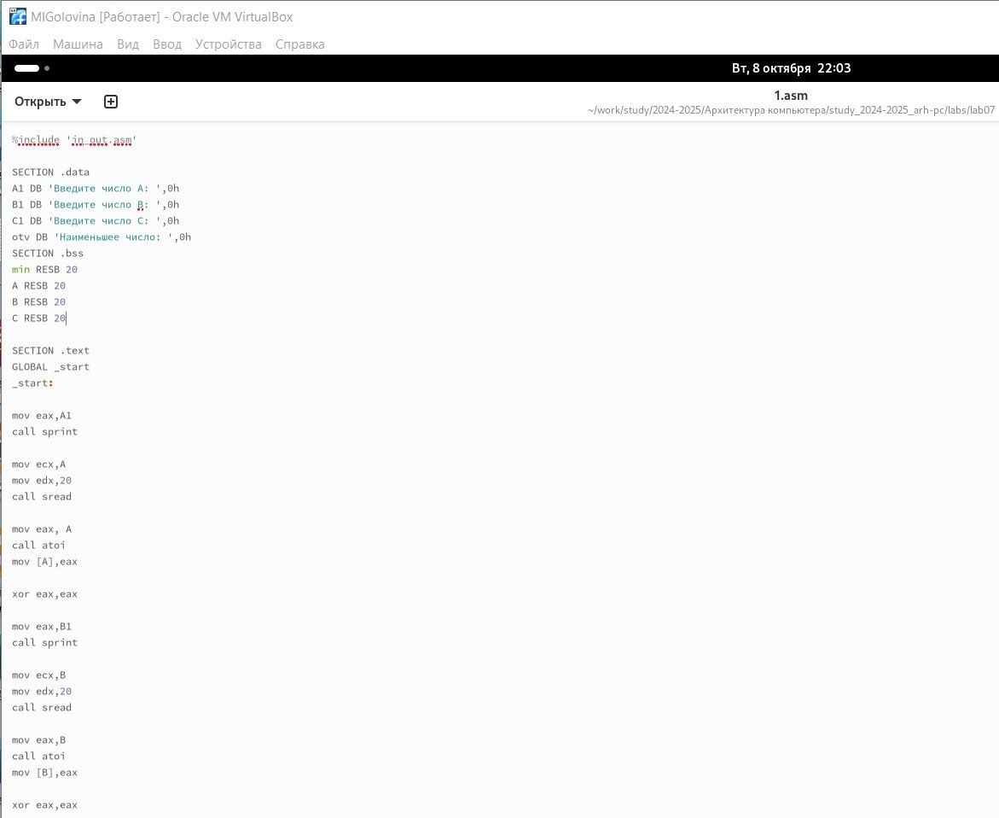 MIGolovina [Работает] - Oracle VM VirtualBox
Файл Машина Вид Ввод Устройства Справка
Вт, 8 октября 22:03
Открыть
1.asm
~/work/study/2024-2025/Архитектура компьютера/study_2024-2025_arh-pc/labs/lab07
%include 'in_out.asm'
SECTION .data
A1 DB 'Введите число A: ',0h
B1 DB 'Введите число B: ',0h
C1 DB 'Введите число C: ',0h
otv DB 'Наименьшее число: ',0h
SECTION .bss
min RESB 20
A RESB 20
B RESB 20
C RESB 20
SECTION .text
GLOBAL _start
_start:
mov eax,A1
call sprint
mov ecx,A
mov edx,20
call sread
mov eax, A
call atoi
mov [A],eax
xor eax,eax
mov eax,B1
call sprint
mov ecx,B
mov edx,20
call sread
mov eax,B
call atoi
mov [B],eax
xor eax,eax